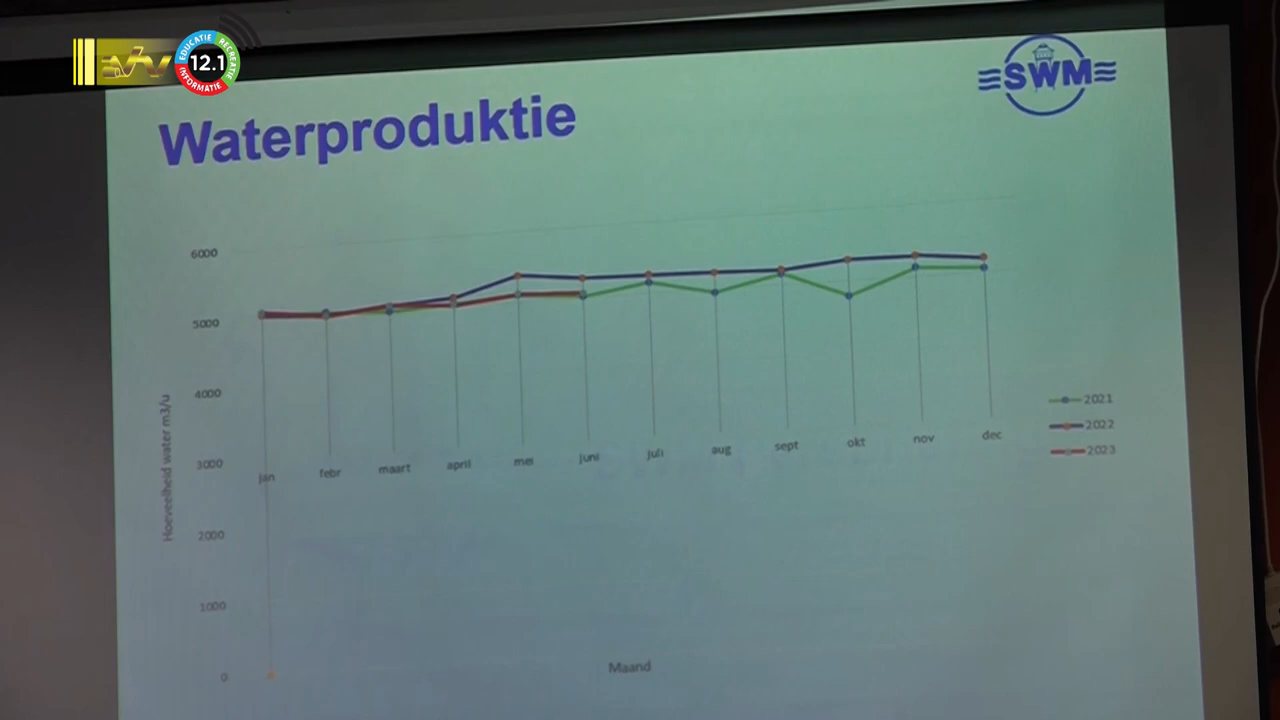 EDUCATIE
RECREATIE
INFORMATIE
12.1
SWM
Waterproduktie
6000
5000
4000
3000
2000
1000
0
Hoeveelheid water m3/u
jan
febr
maart
april
mei
juni
juli
aug
sept
okt
nov
dec
2021
2022
2023
Maand